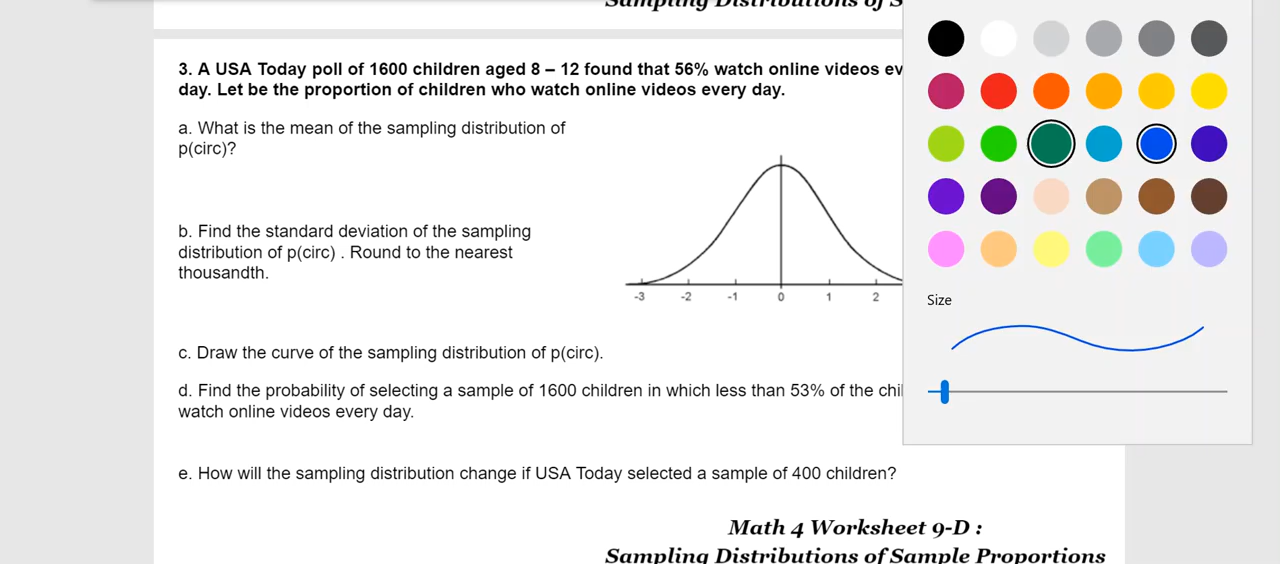 3. A USA Today poll of 1600 children aged 8 – 12 found that 56% watch online videos ev
day. Let be the proportion of children who watch online videos every day.
a. What is the mean of the sampling distribution of
p(circ)?
b. Find the standard deviation of the sampling
distribution of p(circ) . Round to the nearest
thousandth.
-3 -2 -1 0 1 2
Size
c. Draw the curve of the sampling distribution of p(circ).
d. Find the probability of selecting a sample of 1600 children in which less than 53% of the chil
watch online videos every day.
e. How will the sampling distribution change if USA Today selected a sample of 400 children?
Math 4 Worksheet 9-D :
Sampling Distributions of Sample Proportions